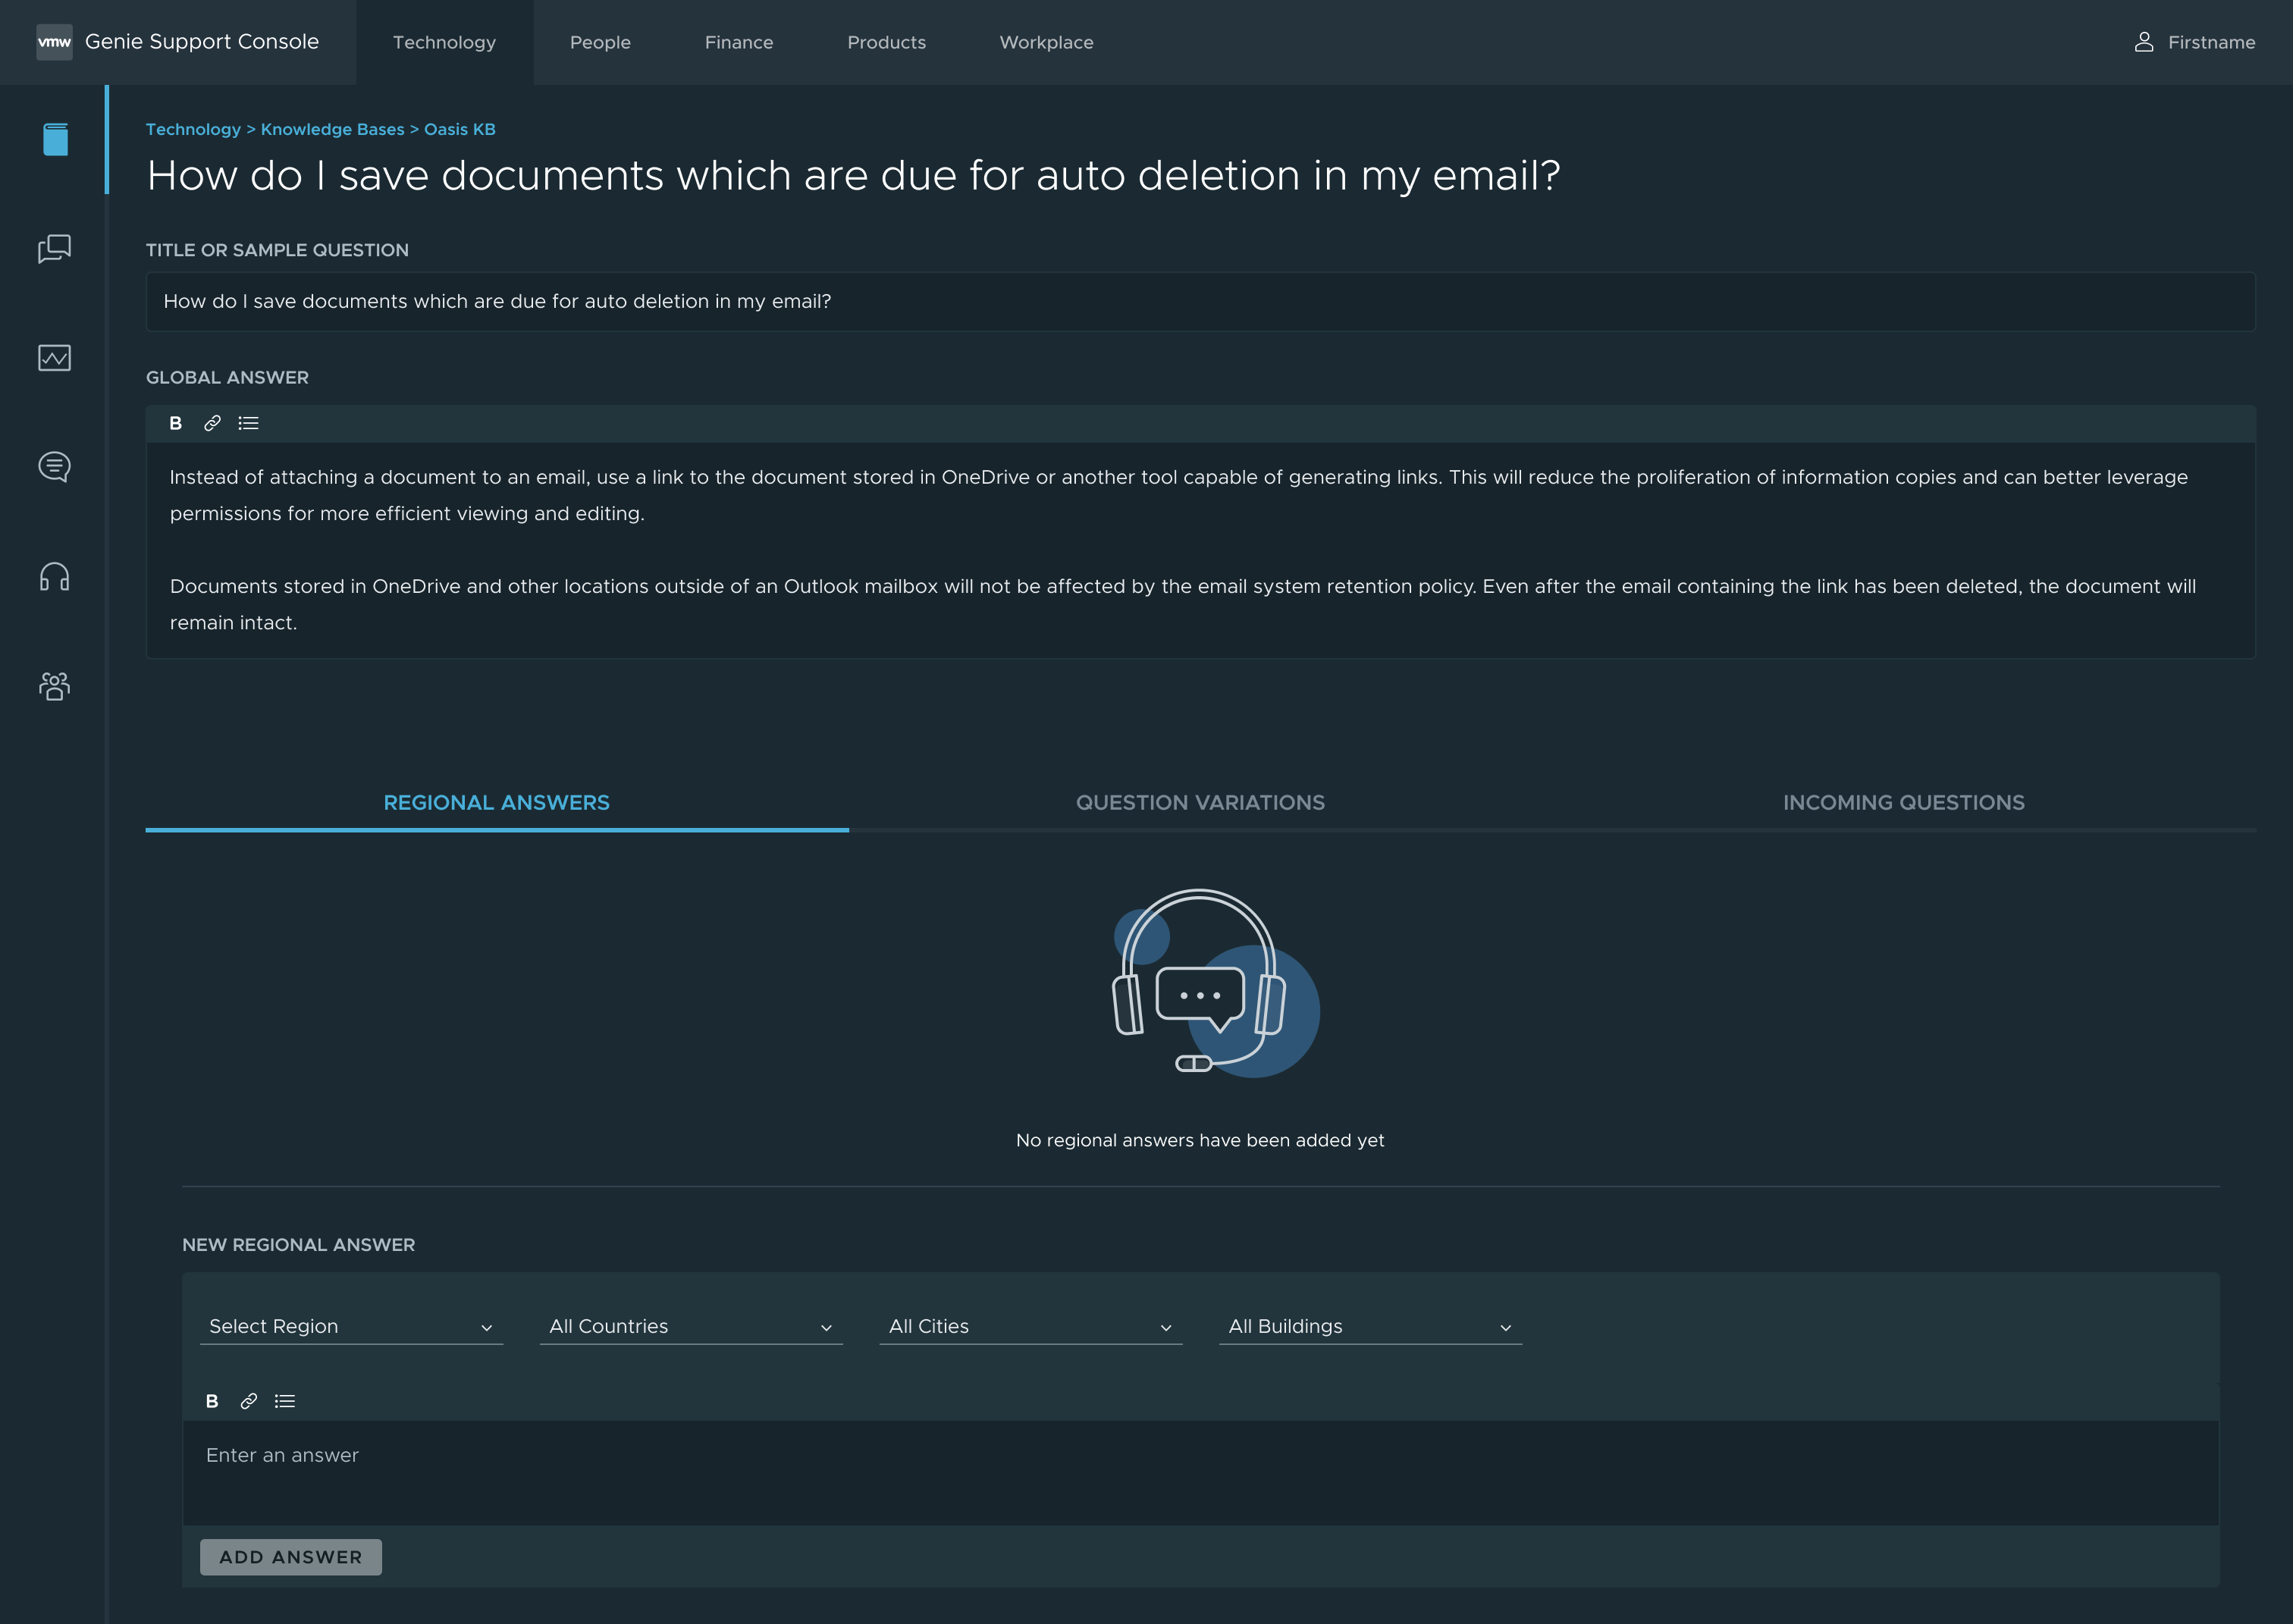 vmw Genie Support Console Technology People Finance Products Workplace Firstname
Technology > Knowledge Bases > Oasis KB
How do I save documents which are due for auto deletion in my email?
TITLE OR SAMPLE QUESTION
How do I save documents which are due for auto deletion in my email?
GLOBAL ANSWER
B
Instead of attaching a document to an email, use a link to the document stored in OneDrive or another tool capable of generating links. This will reduce the proliferation of information copies and can better leverage
permissions for more efficient viewing and editing.
Documents stored in OneDrive and other locations outside of an Outlook mailbox will not be affected by the email system retention policy. Even after the email containing the link has been deleted, the document will
remain intact.
REGIONAL ANSWERS QUESTION VARIATIONS INCOMING QUESTIONS
No regional answers have been added yet
NEW REGIONAL ANSWER
Select Region All Countries All Cities All Buildings
B
Enter an answer
ADD ANSWER